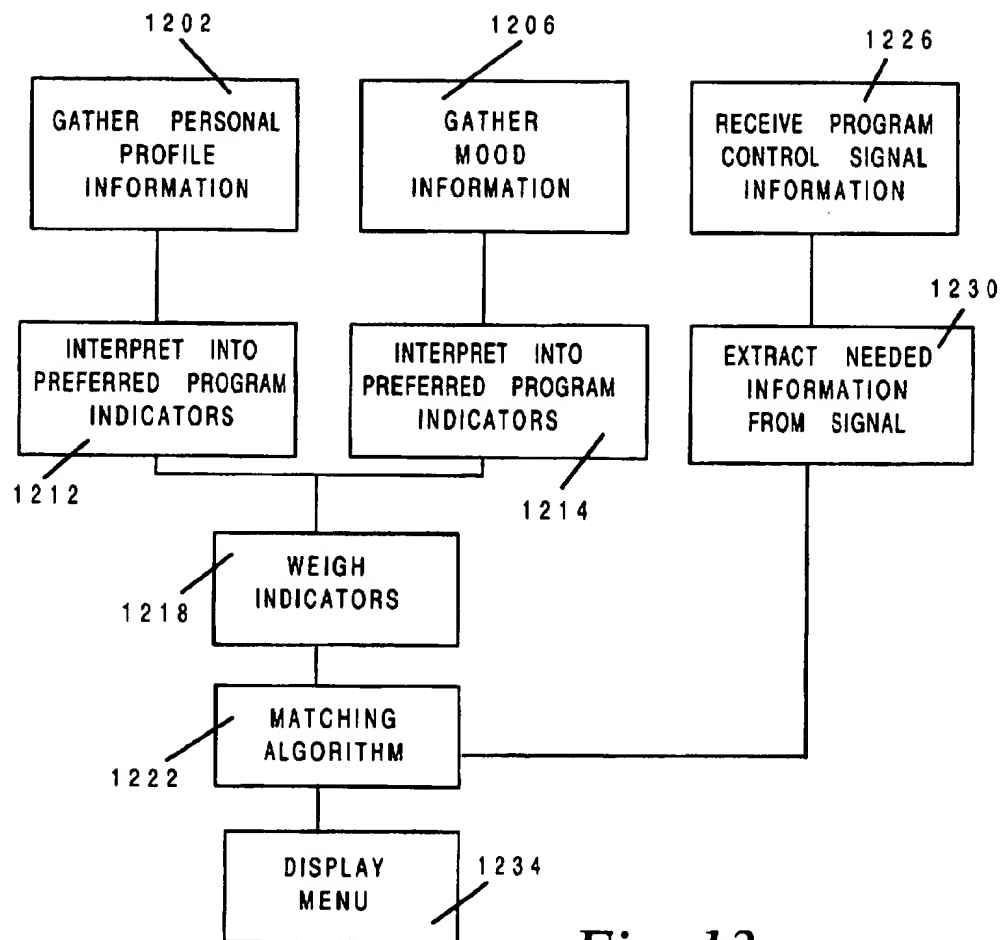 1202
1206
1226
GATHER PERSONAL
PROFILE
INFORMATION
GATHER
MOOD
INFORMATION
RECEIVE PROGRAM
CONTROL SIGNAL
INFORMATION
1230
INTERPRET INTO
PREFERRED PROGRAM
INDICATORS
INTERPRET INTO
PREFERRED PROGRAM
INDICATORS
EXTRACT NEEDED
INFORMATION
FROM SIGNAL
1212
1214
WEIGH
INDICATORS
1218
MATCHING
ALGORITHM
1222
DISPLAY
MENU
1234